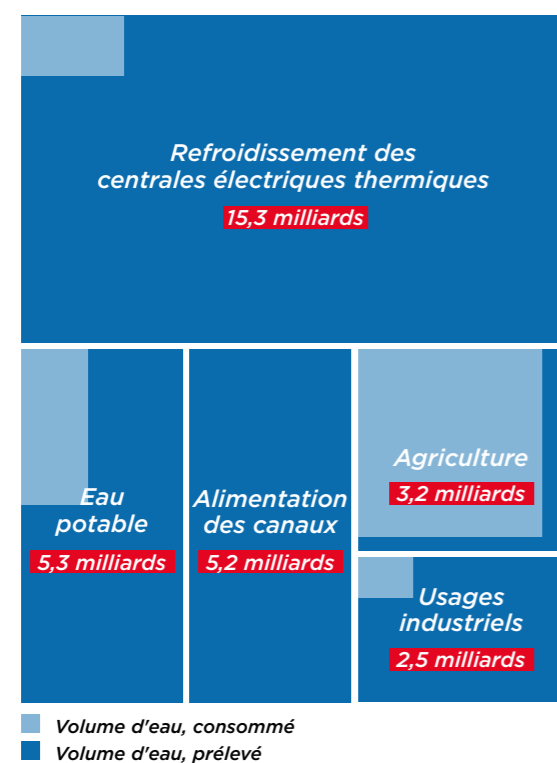 Refroidissement des
centrales électriques thermiques
15,3 milliards
Eau
potable
5,3 milliards
Alimentation
des canaux
5,2 milliards
Agriculture
3,2 milliards
Usages
industriels
2,5 milliards
Volume d'eau, consommé
Volume d'eau, prélevé